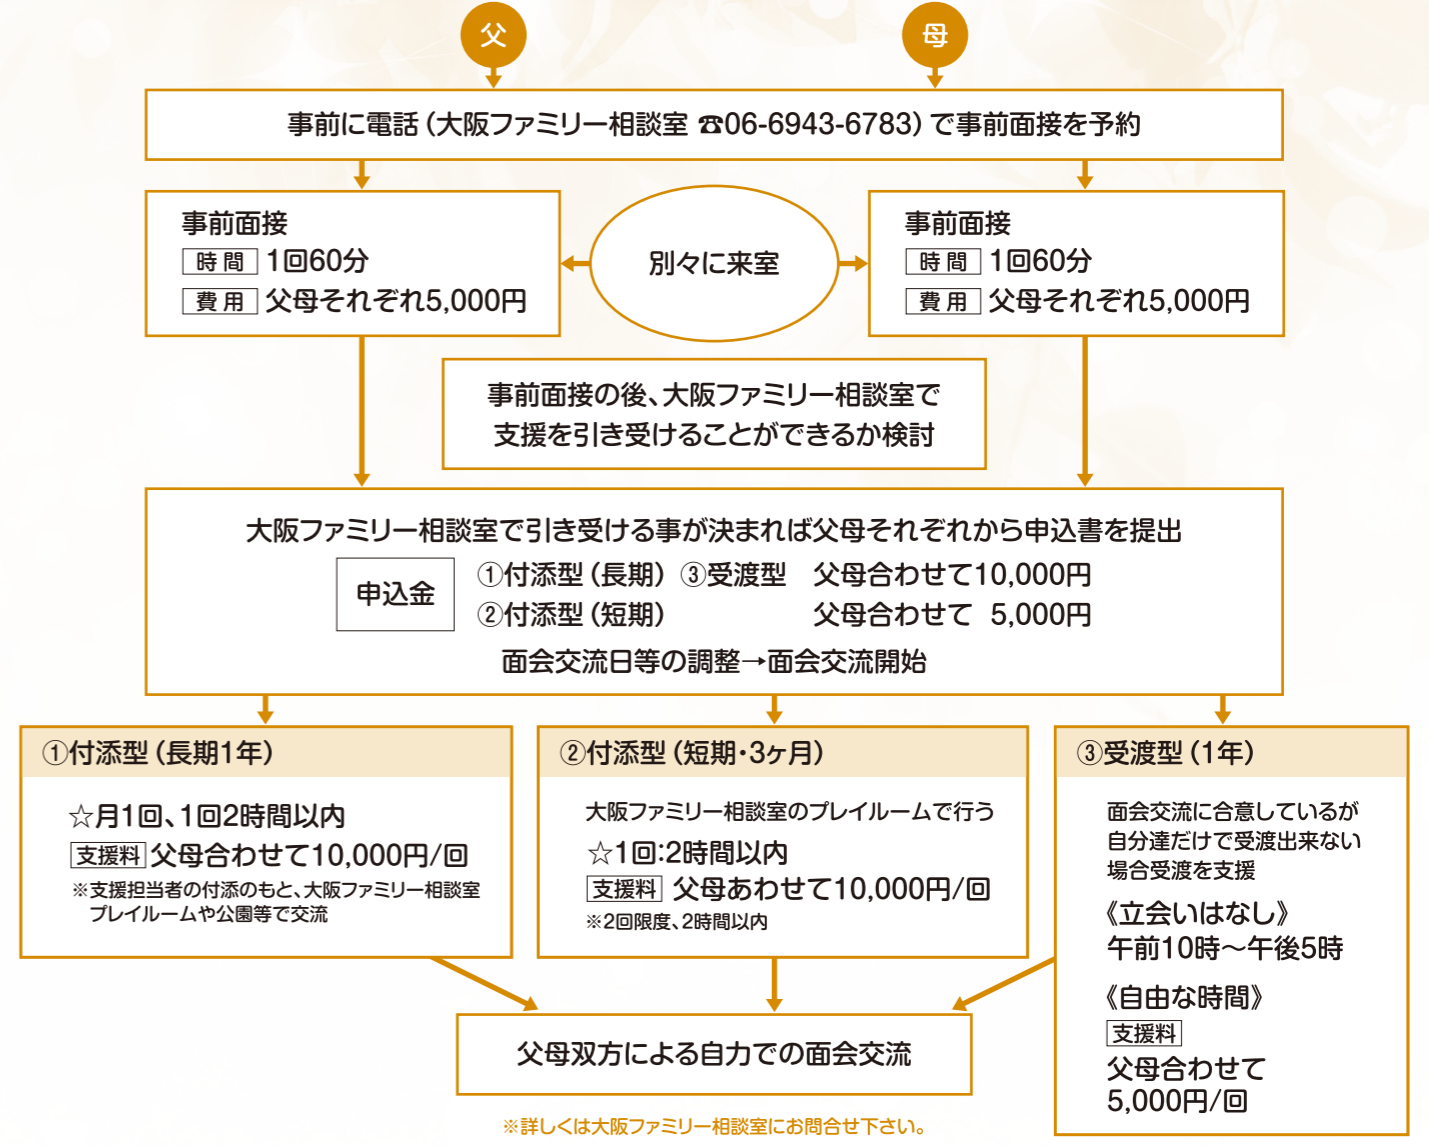 父
母
事前に電話（大阪ファミリー相談室 ☎06-6943-6783）で事前面接を予約
事前面接
時間 1回60分
費用 父母それぞれ5,000円
別々に来室
事前面接
時間 1回60分
費用 父母それぞれ5,000円
事前面接の後、大阪ファミリー相談室で
支援を引き受けることができるか検討
大阪ファミリー相談室で引き受ける事が決まれば父母それぞれから申込書を提出
申込金
①付添型（長期）③受渡型 父母合わせて10,000円
②付添型（短期） 父母合わせて 5,000円
面会交流日等の調整→面会交流開始
①付添型（長期1年）
☆月1回、1回2時間以内
支援料 父母合わせて10,000円/回
※支援担当者の付添のもと、大阪ファミリー相談室
プレイルームや公園等で交流
②付添型（短期・3ヶ月）
大阪ファミリー相談室のプレイルームで行う
☆1回：2時間以内
支援料 父母あわせて10,000円/回
※2回限度、2時間以内
③受渡型（1年）
面会交流に合意しているが
自分達だけで受渡出来ない
場合受渡を支援
《立会いはなし》
午前10時～午後5時
《自由な時間》
支援料
父母合わせて
5,000円/回
父母双方による自力での面会交流
※詳しくは大阪ファミリー相談室にお問合せ下さい。